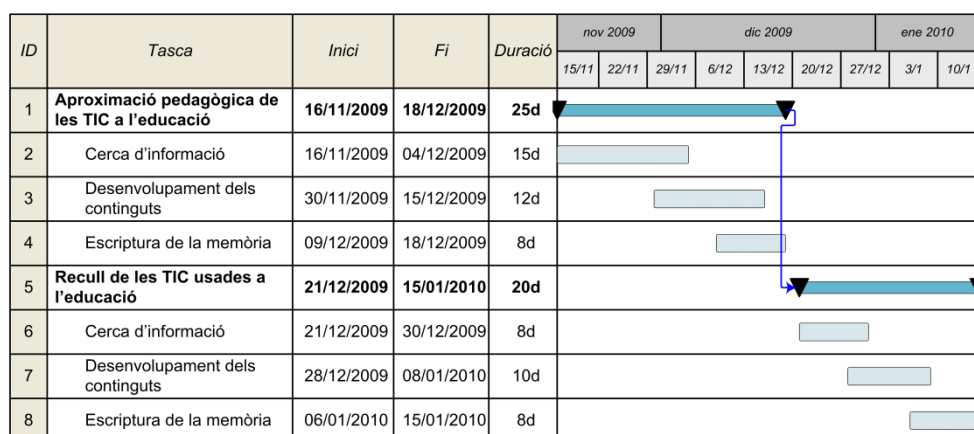 ID Tasca Inici Fi Duració nov 2009 dic 2009 ene 2010
15/11 22/11 29/11 6/12 13/12 20/12 27/12 3/1 10/1
1 Aproximació pedagògica de les TIC a l'educació 16/11/2009 18/12/2009 25d
2 Cerca d'informació 16/11/2009 04/12/2009 15d
3 Desenvolupament dels continguts 30/11/2009 15/12/2009 12d
4 Escriptura de la memòria 09/12/2009 18/12/2009 8d
5 Recull de les TIC usades a l'educació 21/12/2009 15/01/2010 20d
6 Cerca d'informació 21/12/2009 30/12/2009 8d
7 Desenvolupament dels continguts 28/12/2009 08/01/2010 10d
8 Escriptura de la memòria 06/01/2010 15/01/2010 8d